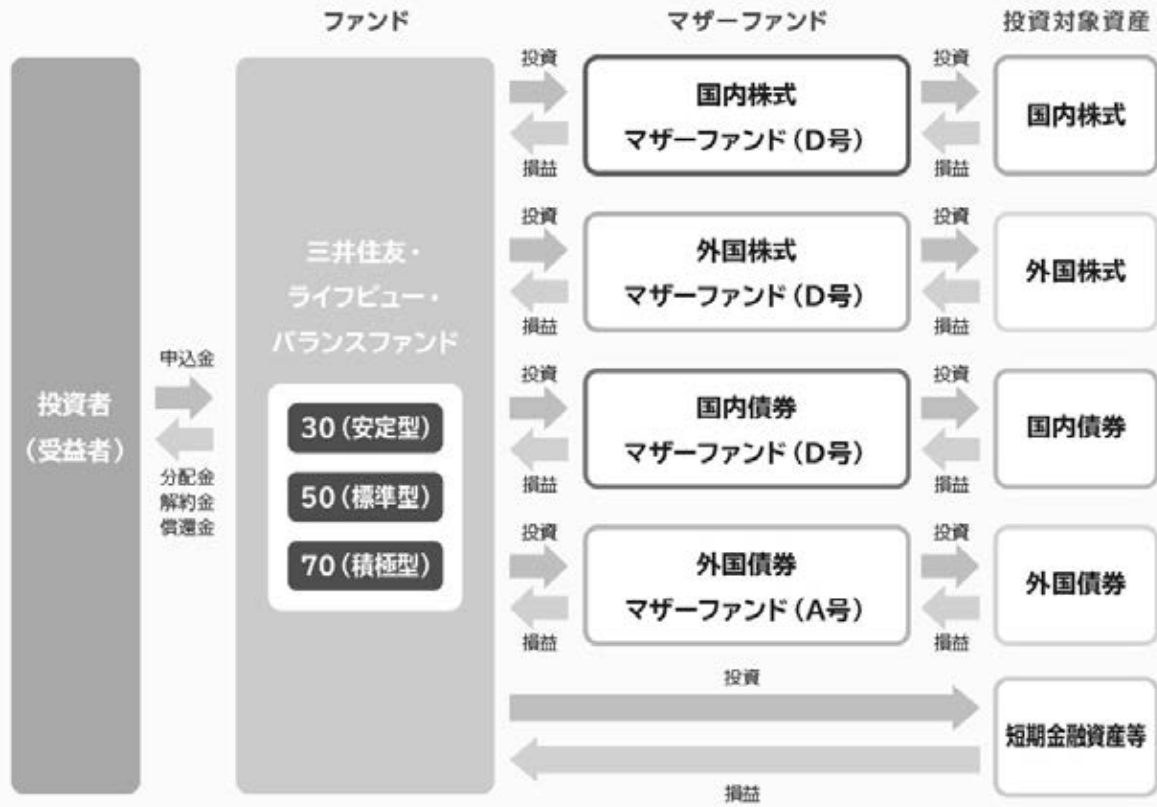 ファンド
マザーファンド
投資対象資産
投資者
（受益者）
申込金
分配金
解約金
償還金
三井住友・
ライフビュー・
バランスファンド
30（安定型）
50（標準型）
70（積極型）
投資
損益
国内株式
マザーファンド（D号）
投資
損益
国内株式
投資
損益
外国株式
マザーファンド（D号）
投資
損益
外国株式
投資
損益
国内債券
マザーファンド（D号）
投資
損益
国内債券
投資
損益
外国債券
マザーファンド（A号）
投資
損益
外国債券
投資
損益
短期金融資産等